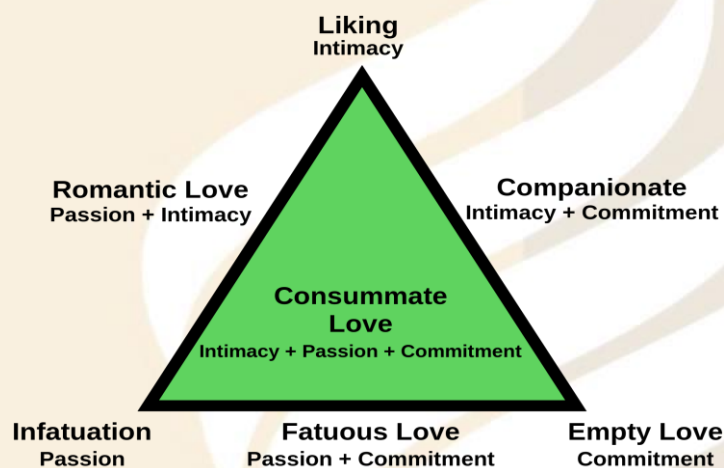 Liking
Intimacy
Romantic Love
Passion + Intimacy
Companionate
Intimacy + Commitment
Consummate
Love
Intimacy + Passion + Commitment
Infatuation
Passion
Fatuous Love
Passion + Commitment
Empty Love
Commitment